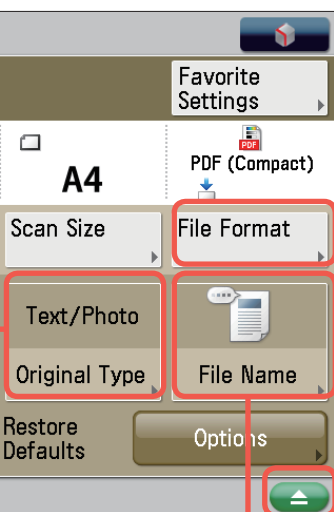 Favorite
Settings
PDF
A4
PDF (Compact)
Scan Size
File Format
Text/Photo
Original Type
File Name
Restore
Defaults
Options